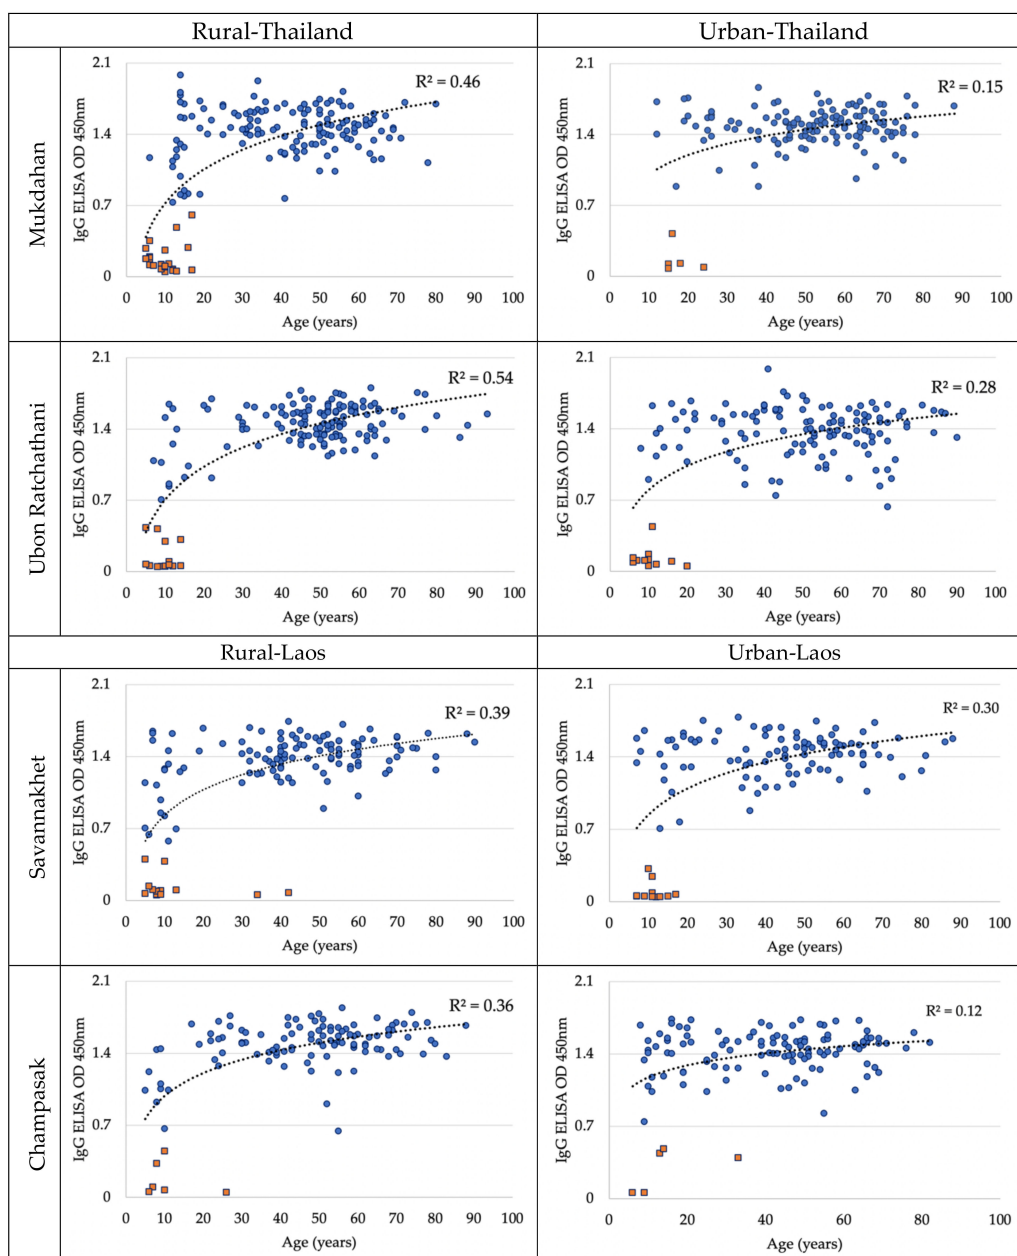 Rural-Thailand
Urban-Thailand
Mukdahan
IgG ELISA OD 450nm
2.1
1.4
0.7
0
R² = 0.46
0 10 20 30 40 50 60 70 80 90 100
Age (years)
IgG ELISA OD 450nm
2.1
1.4
0.7
0
R² = 0.15
0 10 20 30 40 50 60 70 80 90 100
Age (years)
Ubon Ratchathani
IgG ELISA OD 450nm
2.1
1.4
0.7
0
R² = 0.54
0 10 20 30 40 50 60 70 80 90 100
Age (years)
IgG ELISA OD 450nm
2.1
1.4
0.7
0
R² = 0.28
0 10 20 30 40 50 60 70 80 90 100
Age (years)
Rural-Laos
Urban-Laos
Savannakhet
IgG ELISA OD 450nm
2.1
1.4
0.7
0
R² = 0.39
0 10 20 30 40 50 60 70 80 90 100
Age (years)
IgG ELISA OD 450nm
2.1
1.4
0.7
0
R² = 0.30
0 10 20 30 40 50 60 70 80 90 100
Age (years)
Champasak
IgG ELISA OD 450nm
2.1
1.4
0.7
0
R² = 0.36
0 10 20 30 40 50 60 70 80 90 100
Age (years)
IgG ELISA OD 450nm
2.1
1.4
0.7
0
R² = 0.12
0 20 40 60 80 100
Age (years)